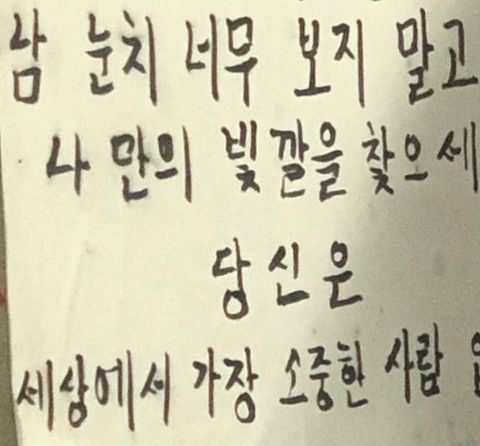 남 눈치 너무 보지 말고
나만의 빛깔을 찾으세
당신은
세상에서 가장 소중한 사람